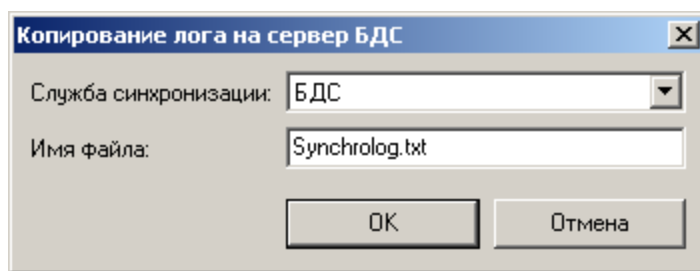 Копирование лога на сервер БДС
Служба синхронизации: БДС
Имя файла: Synchrolog.txt
OK Отмена